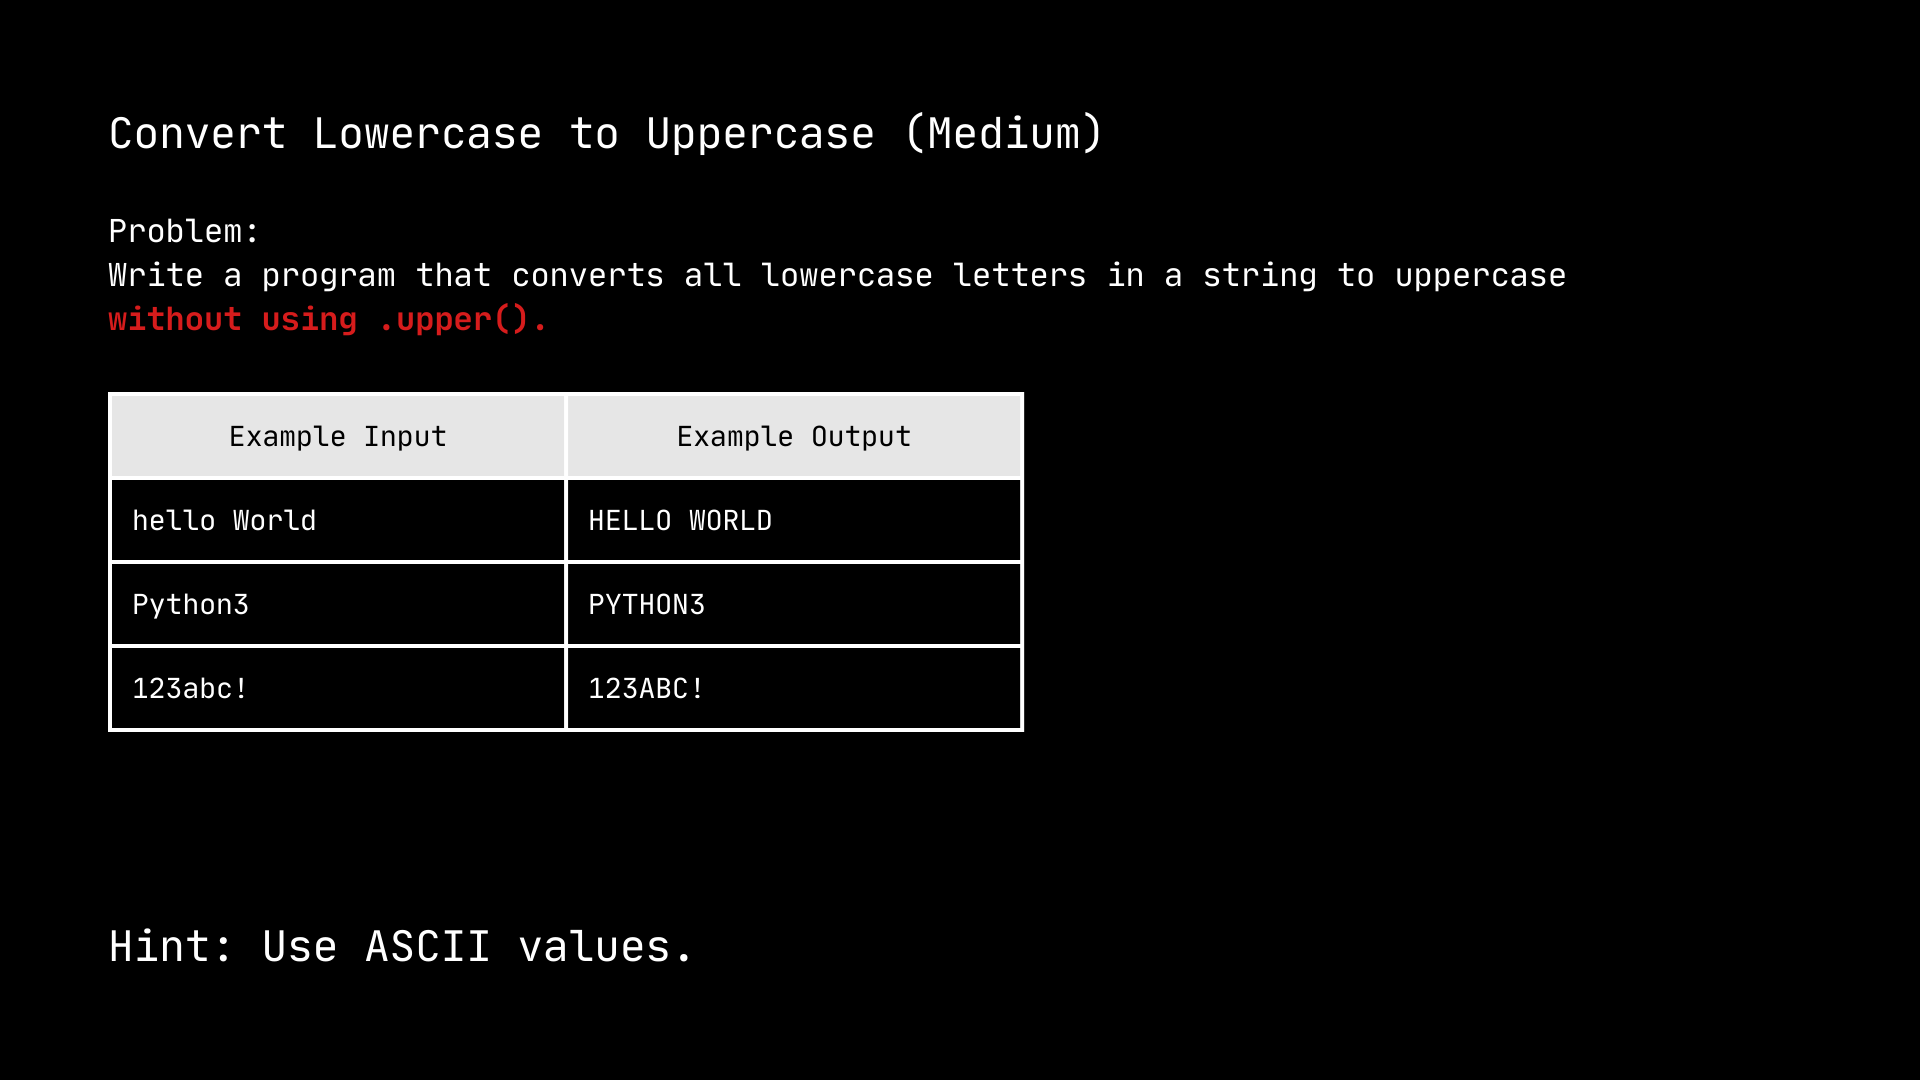 Convert Lowercase to Uppercase (Medium)
Problem:
Write a program that converts all lowercase letters in a string to uppercase
without using .upper().
Example Input Example Output
hello World HELLO WORLD
Python3 PYTHON3
123abc! 123ABC!
Hint: Use ASCII values.